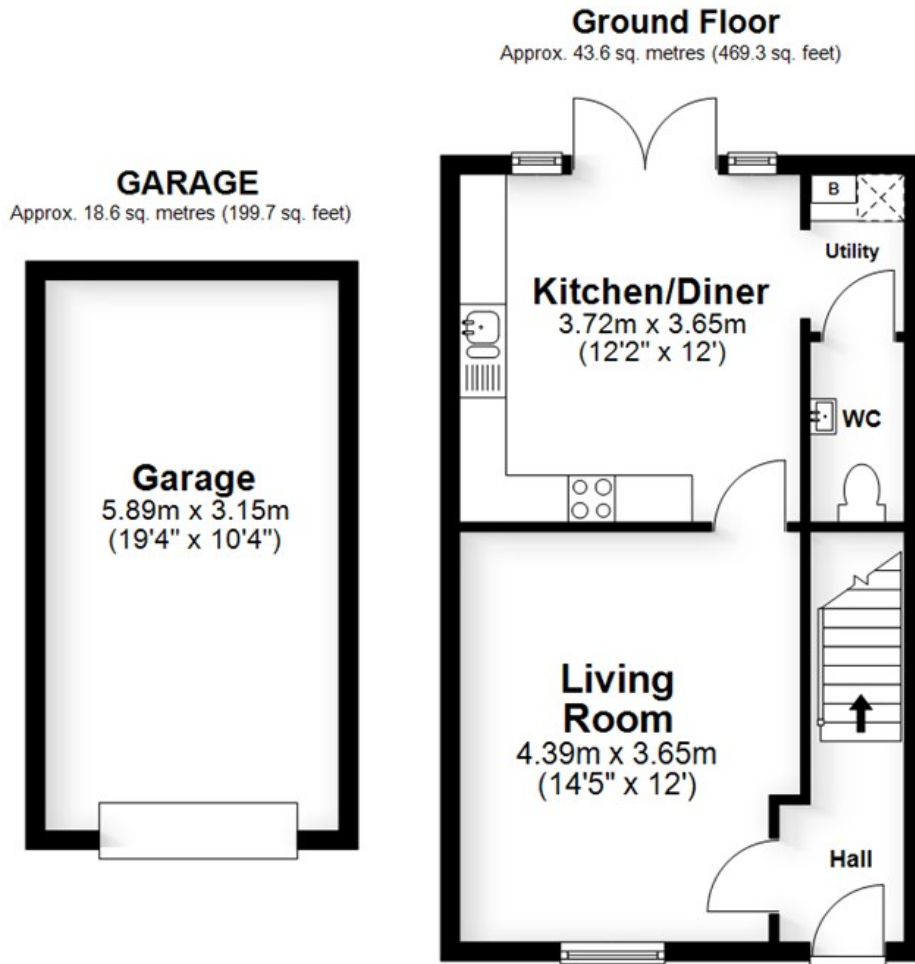 Ground Floor
Approx. 43.6 sq. metres (469.3 sq. feet)
GARAGE
Approx. 18.6 sq. metres (199.7 sq. feet)
B
Utility
Kitchen/Diner
3.72m x 3.65m
(12'2" x 12')
WC
Garage
5.89m x 3.15m
(19'4" x 10'4")
Living
Room
4.39m x 3.65m
(14'5" x 12')
Hall